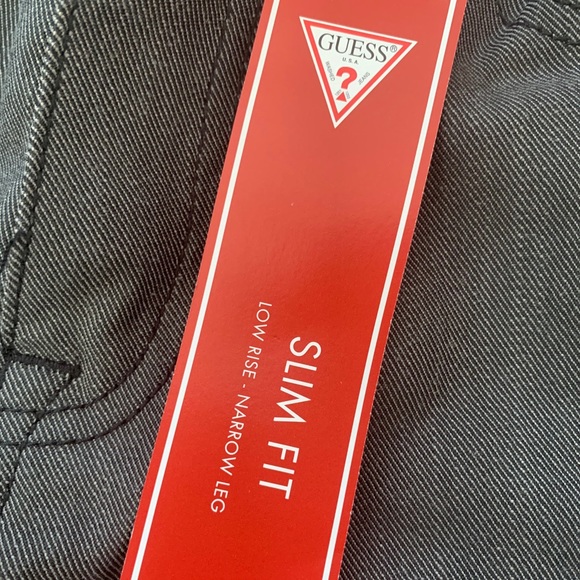 GUESS®
U.S.A.
?
SLIM FIT
LOW RISE - NARROW LEG